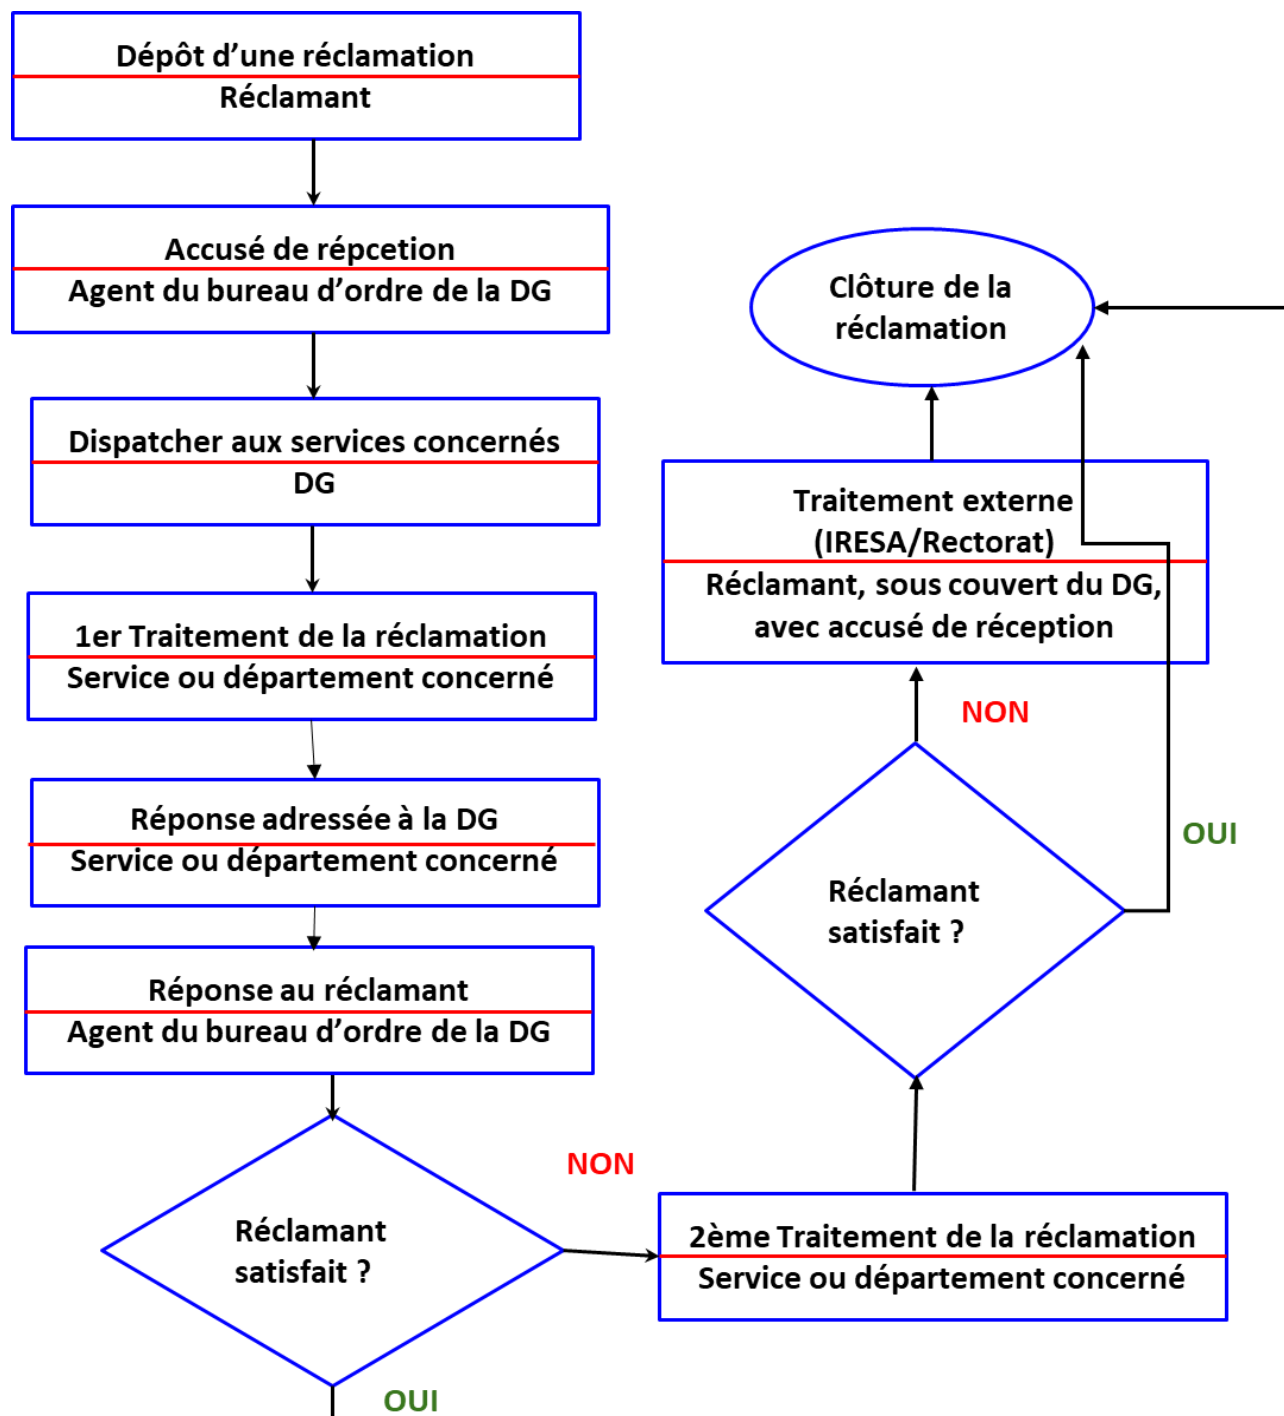 Dépôt d’une réclamation
Réclamant
Accusé de répcetion
Agent du bureau d’ordre de la DG
Dispatcher aux services concernés
DG
1er Traitement de la réclamation
Service ou département concerné
Réponse adressée à la DG
Service ou département concerné
Réponse au réclamant
Agent du bureau d’ordre de la DG
Réclamant
satisfait ?
OUI
NON
2ème Traitement de la réclamation
Service ou département concerné
Réclamant
satisfait ?
OUI
NON
Traitement externe
(IRESA/Rectorat)
Réclamant, sous couvert du DG,
avec accusé de réception
Clôture de la
réclamation